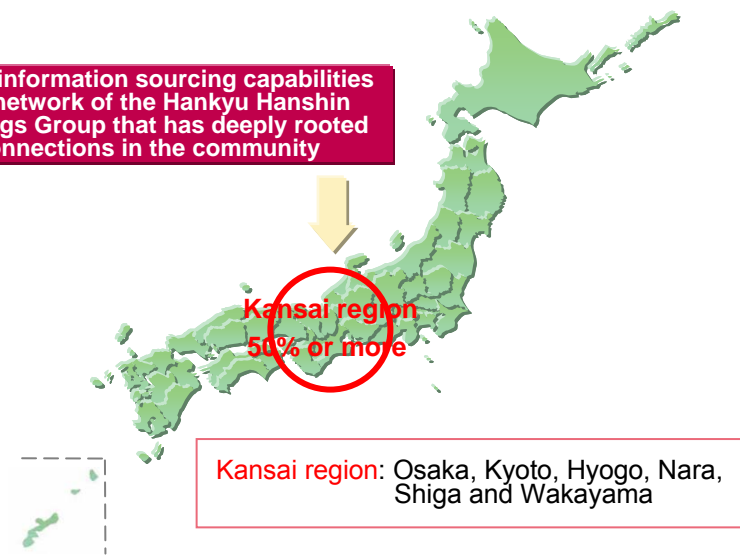 information sourcing capabilities
network of the Hankyu Hanshin
gs Group that has deeply rooted
onnections in the community
Kansai region
50% or more
Kansai region: Osaka, Kyoto, Hyogo, Nara,
Shiga and Wakayama